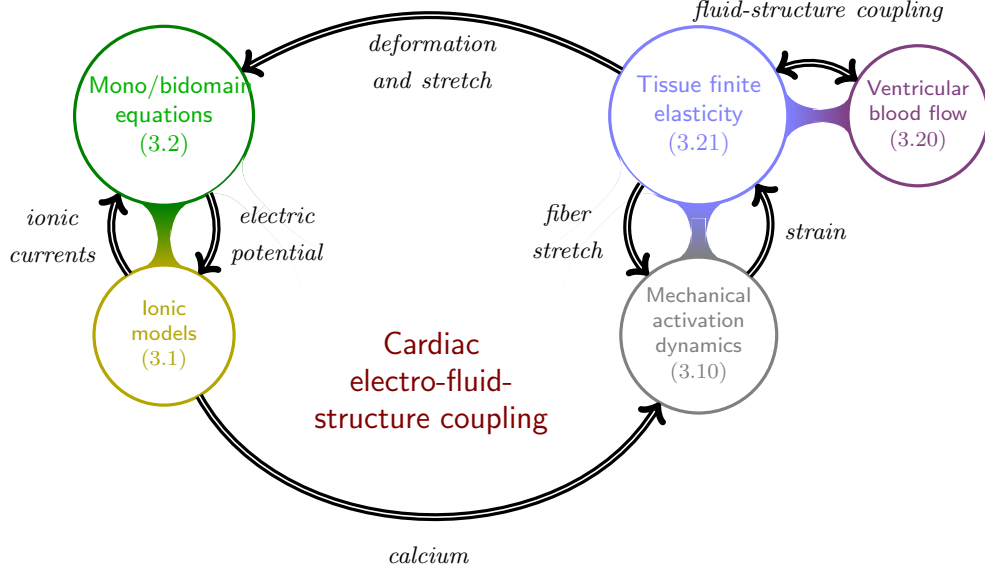 fluid-structure coupling
deformation
and stretch
Mono/bidomain
equations
(3.2)
Tissue finite
elasticity
(3.21)
Ventricular
blood flow
(3.20)
ionic
currents
electric
potential
fiber
stretch
strain
Ionic
models
(3.1)
Mechanical
activation
dynamics
(3.10)
Cardiac
electro-fluid-
structure coupling
calcium